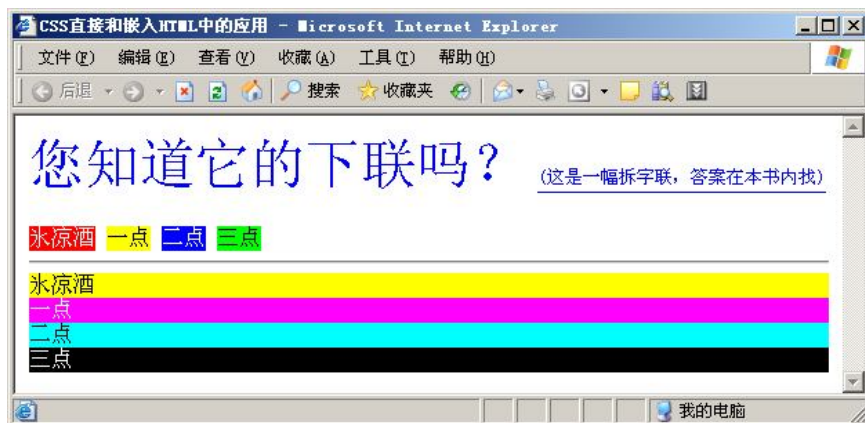 CSS直接和嵌入HTML中的应用 - Microsoft Internet Explorer
文件(F) 编辑(E) 查看(V) 收藏(A) 工具(T) 帮助(H)
后退 搜索 收藏夹
您知道它的下联吗？ (这是一幅拆字联，答案在本书内找)
氷凉酒 一点 二点 三点
氷凉酒
一点
二点
三点
我的电脑